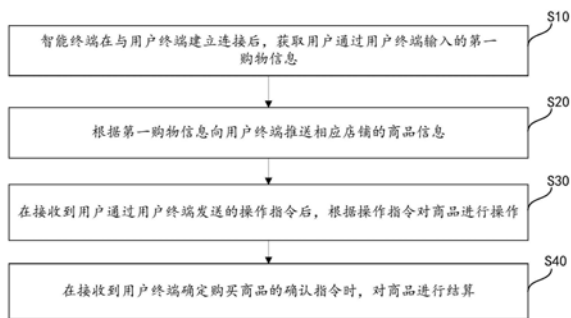 S10
智能终端在与用户终端建立连接后，获取用户通过用户终端输入的第一
购物信息
S20
根据第一购物信息向用户终端推送相应店铺的商品信息
S30
在接收到用户通过用户终端发送的操作指令后，根据操作指令对商品进行操作
S40
在接收到用户终端确定购买商品的确认指令时，对商品进行结算